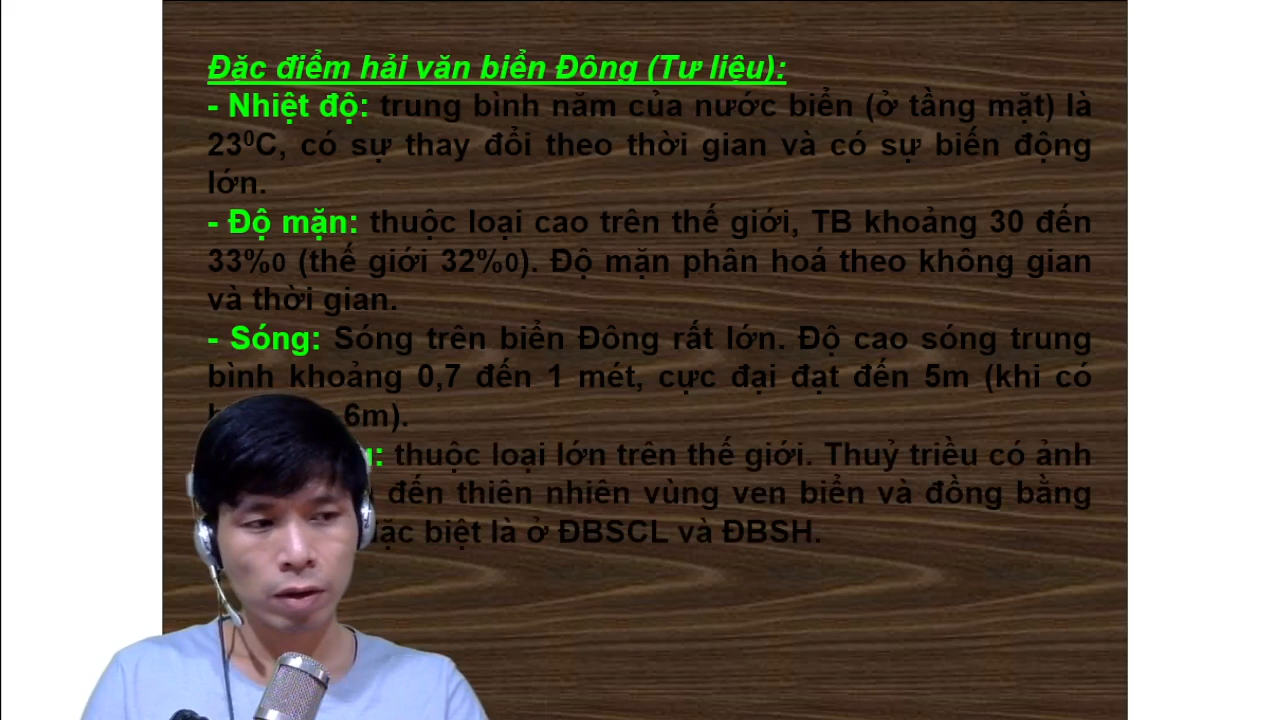 Đặc điểm hải văn biển Đông (Tư liệu):
- Nhiệt độ: trung bình năm của nước biển (ở tầng mặt) là
23⁰C, có sự thay đổi theo thời gian và có sự biến động
lớn.
- Độ mặn: thuộc loại cao trên thế giới, TB khoảng 30 đến
33%0 (thế giới 32%0). Độ mặn phân hoá theo không gian
và thời gian.
- Sóng: Sóng trên biển Đông rất lớn. Độ cao sóng trung
bình khoảng 0,7 đến 1 mét, cực đại đạt đến 5m (khi có
6m).
thuộc loại lớn trên thế giới. Thuỷ triều có ảnh
đến thiên nhiên vùng ven biển và đồng bằng
biệt là ở ĐBSCL và ĐBSH.